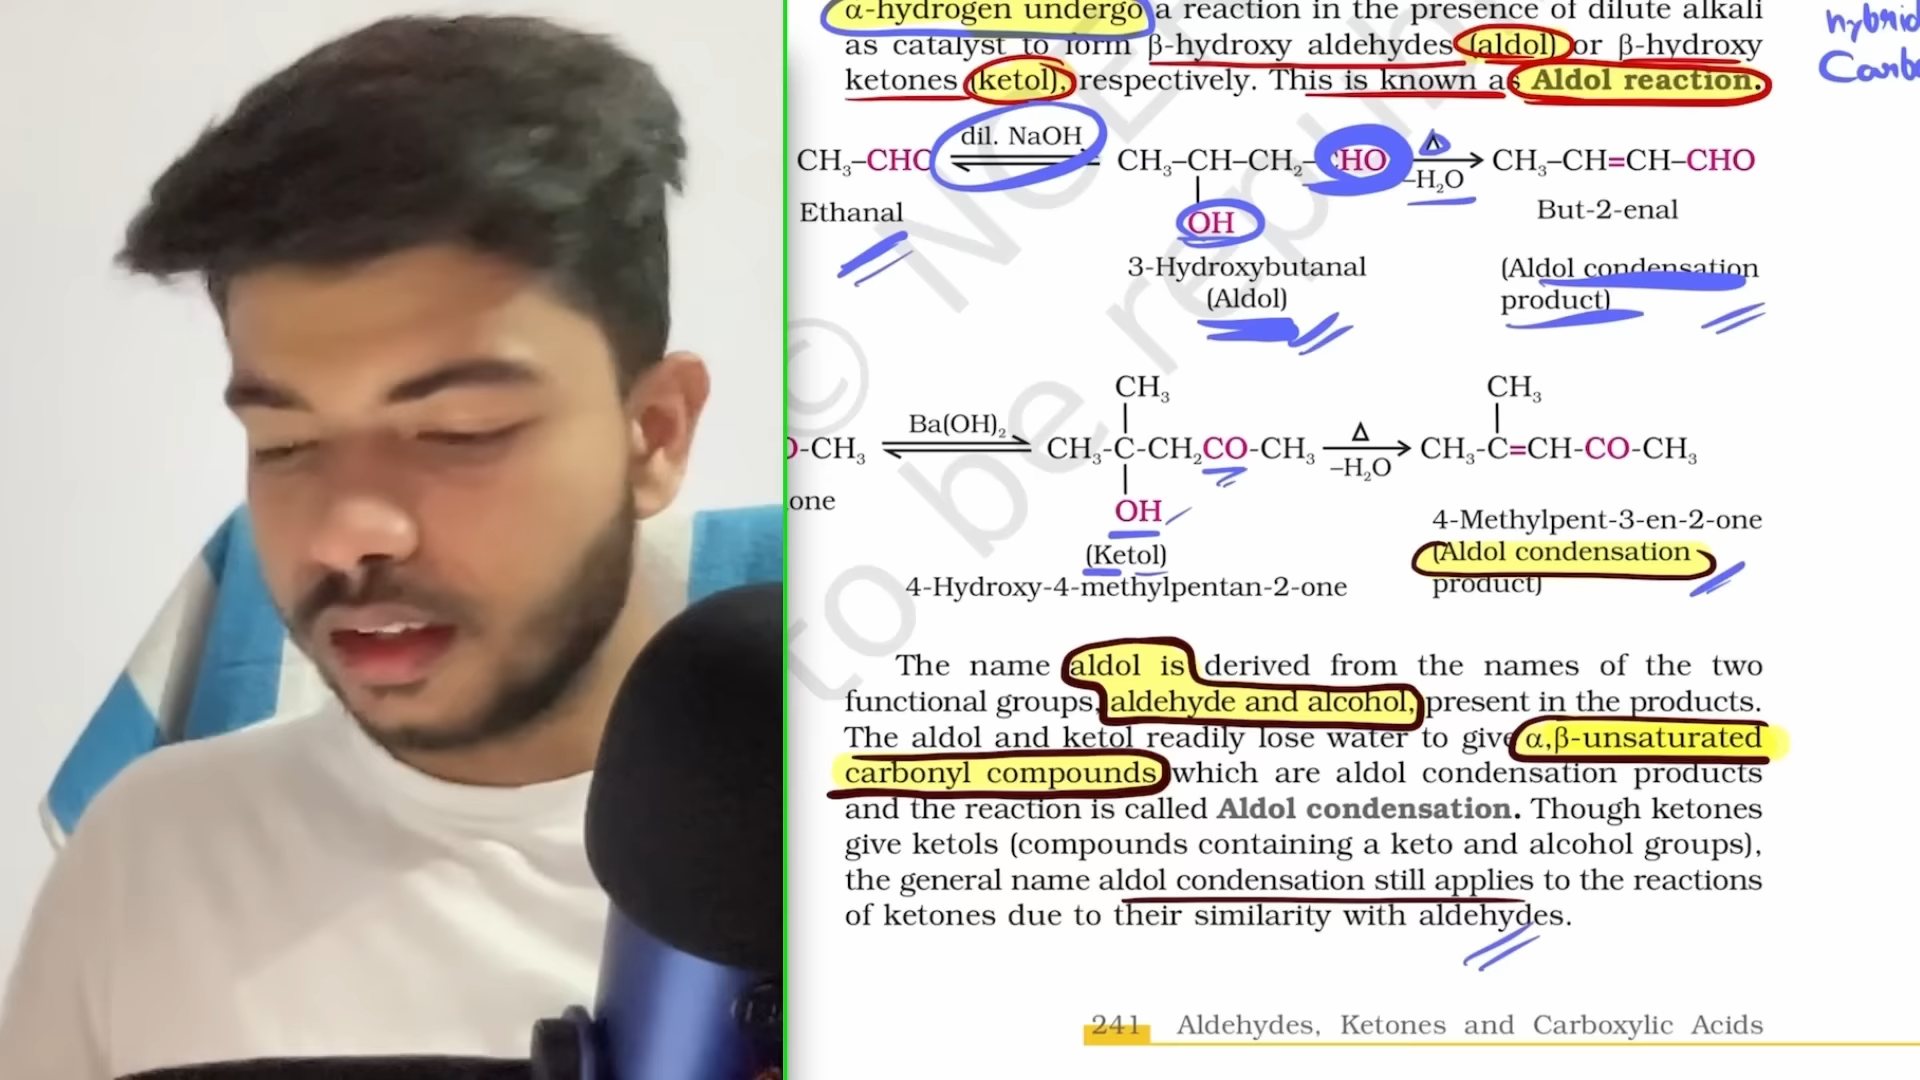 α-hydrogen undergo a reaction in the presence of dilute alkali
as catalyst to form β-hydroxy aldehydes (aldol) or β-hydroxy
ketones (ketol), respectively. This is known as Aldol reaction.
hybrid
Carb
CH₃–CHO dil. NaOH CH₃–CH–CH₂–CHO Δ –H₂O CH₃–CH=CH–CHO
OH
Ethanal
But-2-enal
3-Hydroxybutanal
(Aldol)
(Aldol condensation
product)
CH₃ CH₃
O-CH₃ Ba(OH)₂ CH₃-C-CH₂CO-CH₃ Δ –H₂O CH₃-C=CH-CO-CH₃
one
OH
(Ketol)
4-Hydroxy-4-methylpentan-2-one
4-Methylpent-3-en-2-one
(Aldol condensation
product)
The name aldol is derived from the names of the two
functional groups, aldehyde and alcohol, present in the products.
The aldol and ketol readily lose water to give α,β-unsaturated
carbonyl compounds which are aldol condensation products
and the reaction is called Aldol condensation. Though ketones
give ketols (compounds containing a keto and alcohol groups),
the general name aldol condensation still applies to the reactions
of ketones due to their similarity with aldehydes.
241 Aldehydes, Ketones and Carboxylic Acids
© NCE
to be repub